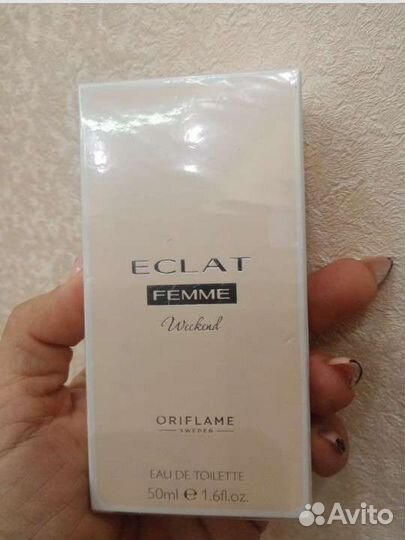 ECLAT
FEMME
Weekend
ORIFLAME
SWEDEN
EAU DE TOILETTE
50ml ℮ 1.6fl.oz.
Avito